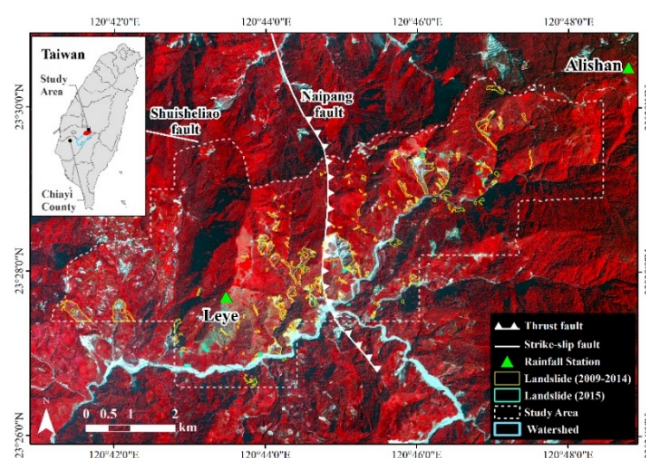 120°42'0"E
120°44'0"E
120°46'0"E
120°48'0"E
Taiwan
Study
Area
Chiayi
County
Shuisheliao
fault
Naipang
fault
Alishan
Leye
23°30'0"N
23°28'0"N
23°26'0"N
Thrust fault
Strike-slip fault
Rainfall Station
Landslide (2009-2014)
Landslide (2015)
Study Area
Watershed
N
0 0.5 1 2
km
120°42'0"E
120°44'0"E
120°46'0"E
120°48'0"E